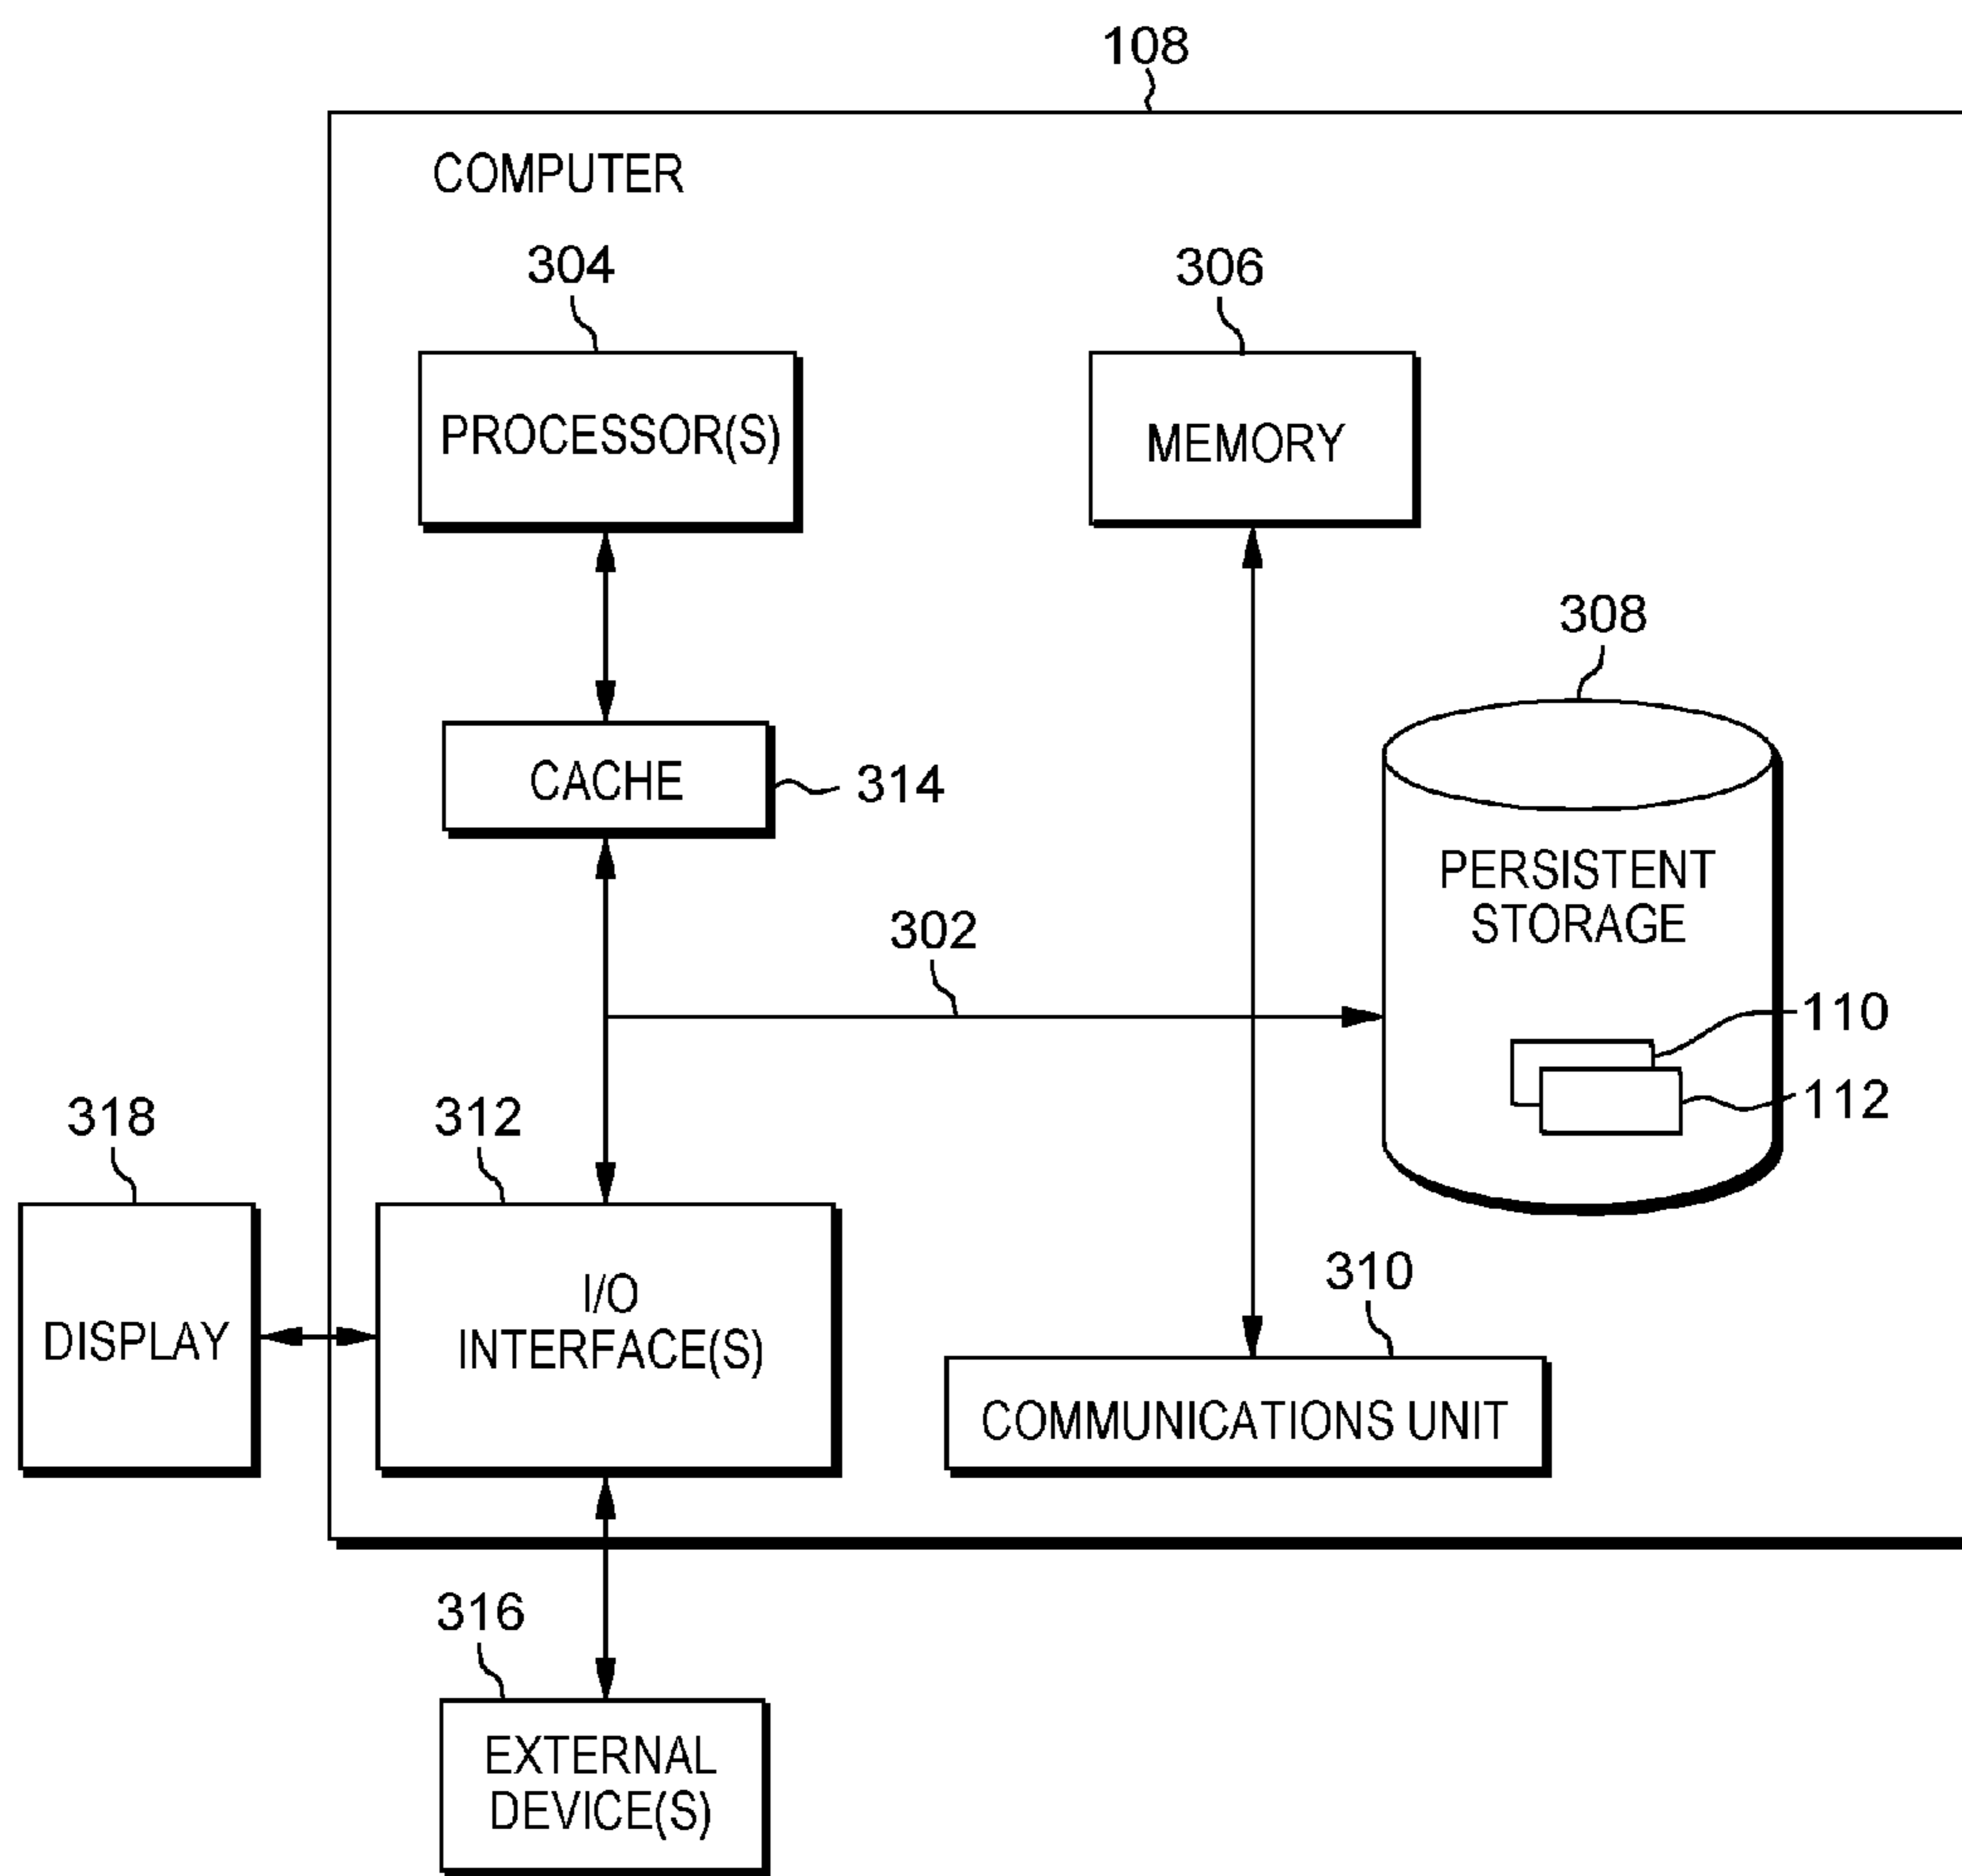 108
COMPUTER
304
306
PROCESSOR(S)
MEMORY
308
CACHE
314
PERSISTENT
STORAGE
302
110
112
318
312
310
DISPLAY
I/O
INTERFACE(S)
COMMUNICATIONS UNIT
316
EXTERNAL
DEVICE(S)